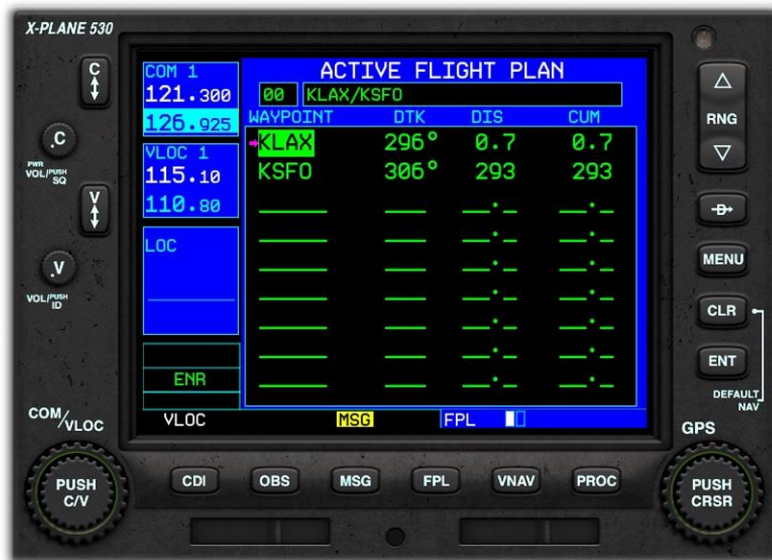 X-PLANE 530
C
.C
PWR
VOL/PUSH SQ
V
.V
VOL/PUSH ID
COM/VLOC
PUSH
C/V
COM 1
121.300
126.925
VLOC 1
115.10
110.80
LOC
ENR
VLOC
ACTIVE FLIGHT PLAN
00 KLAX/KSFO
WAYPOINT DTK DIS CUM
KLAX 296° 0.7 0.7
KSFO 306° 293 293
MSG
FPL
CDI OBS MSG FPL VNAV PROC
RNG
D
MENU
CLR
ENT
DEFAULT
NAV
GPS
PUSH
CRSR